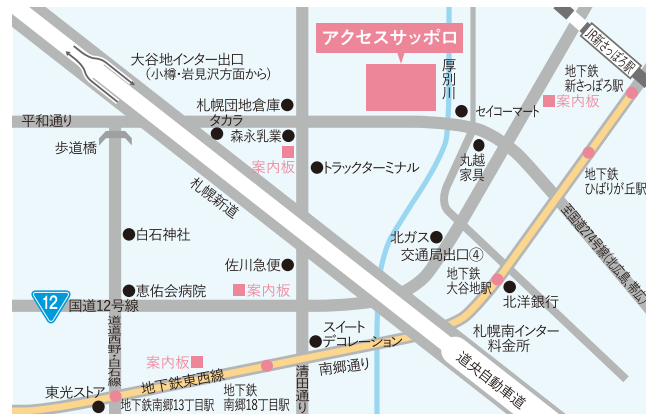 アクセスサッポロ
JR新さっぽろ駅
大谷地インター出口
(小樽・岩見沢方面から)
厚別川
地下鉄
新さっぽろ駅
案内板
札幌団地倉庫
セイコーマート
平和通り
タカラ
森永乳業
歩道橋
案内板
トラックターミナル
丸越
家具
地下鉄
ひばりが丘駅
札幌新道
至国道274号線(北広島、帯広)
白石神社
北ガス
交通局出口④
佐川急便
地下鉄
大谷地駅
恵佑会病院
案内板
北洋銀行
12
国道12号線
スイート
デコレーション
札幌南インター
料金所
道道西野・白石線
案内板
南郷通り
道央自動車道
地下鉄東西線
清田通り
東光ストア
地下鉄南郷13丁目駅
地下鉄
南郷18丁目駅